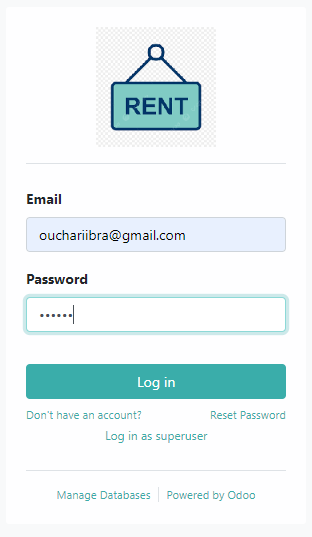 RENT
Email
ouchariibra@gmail.com
Password
••••••
Log in
Don't have an account? Reset Password
Log in as superuser
Manage Databases Powered by Odoo